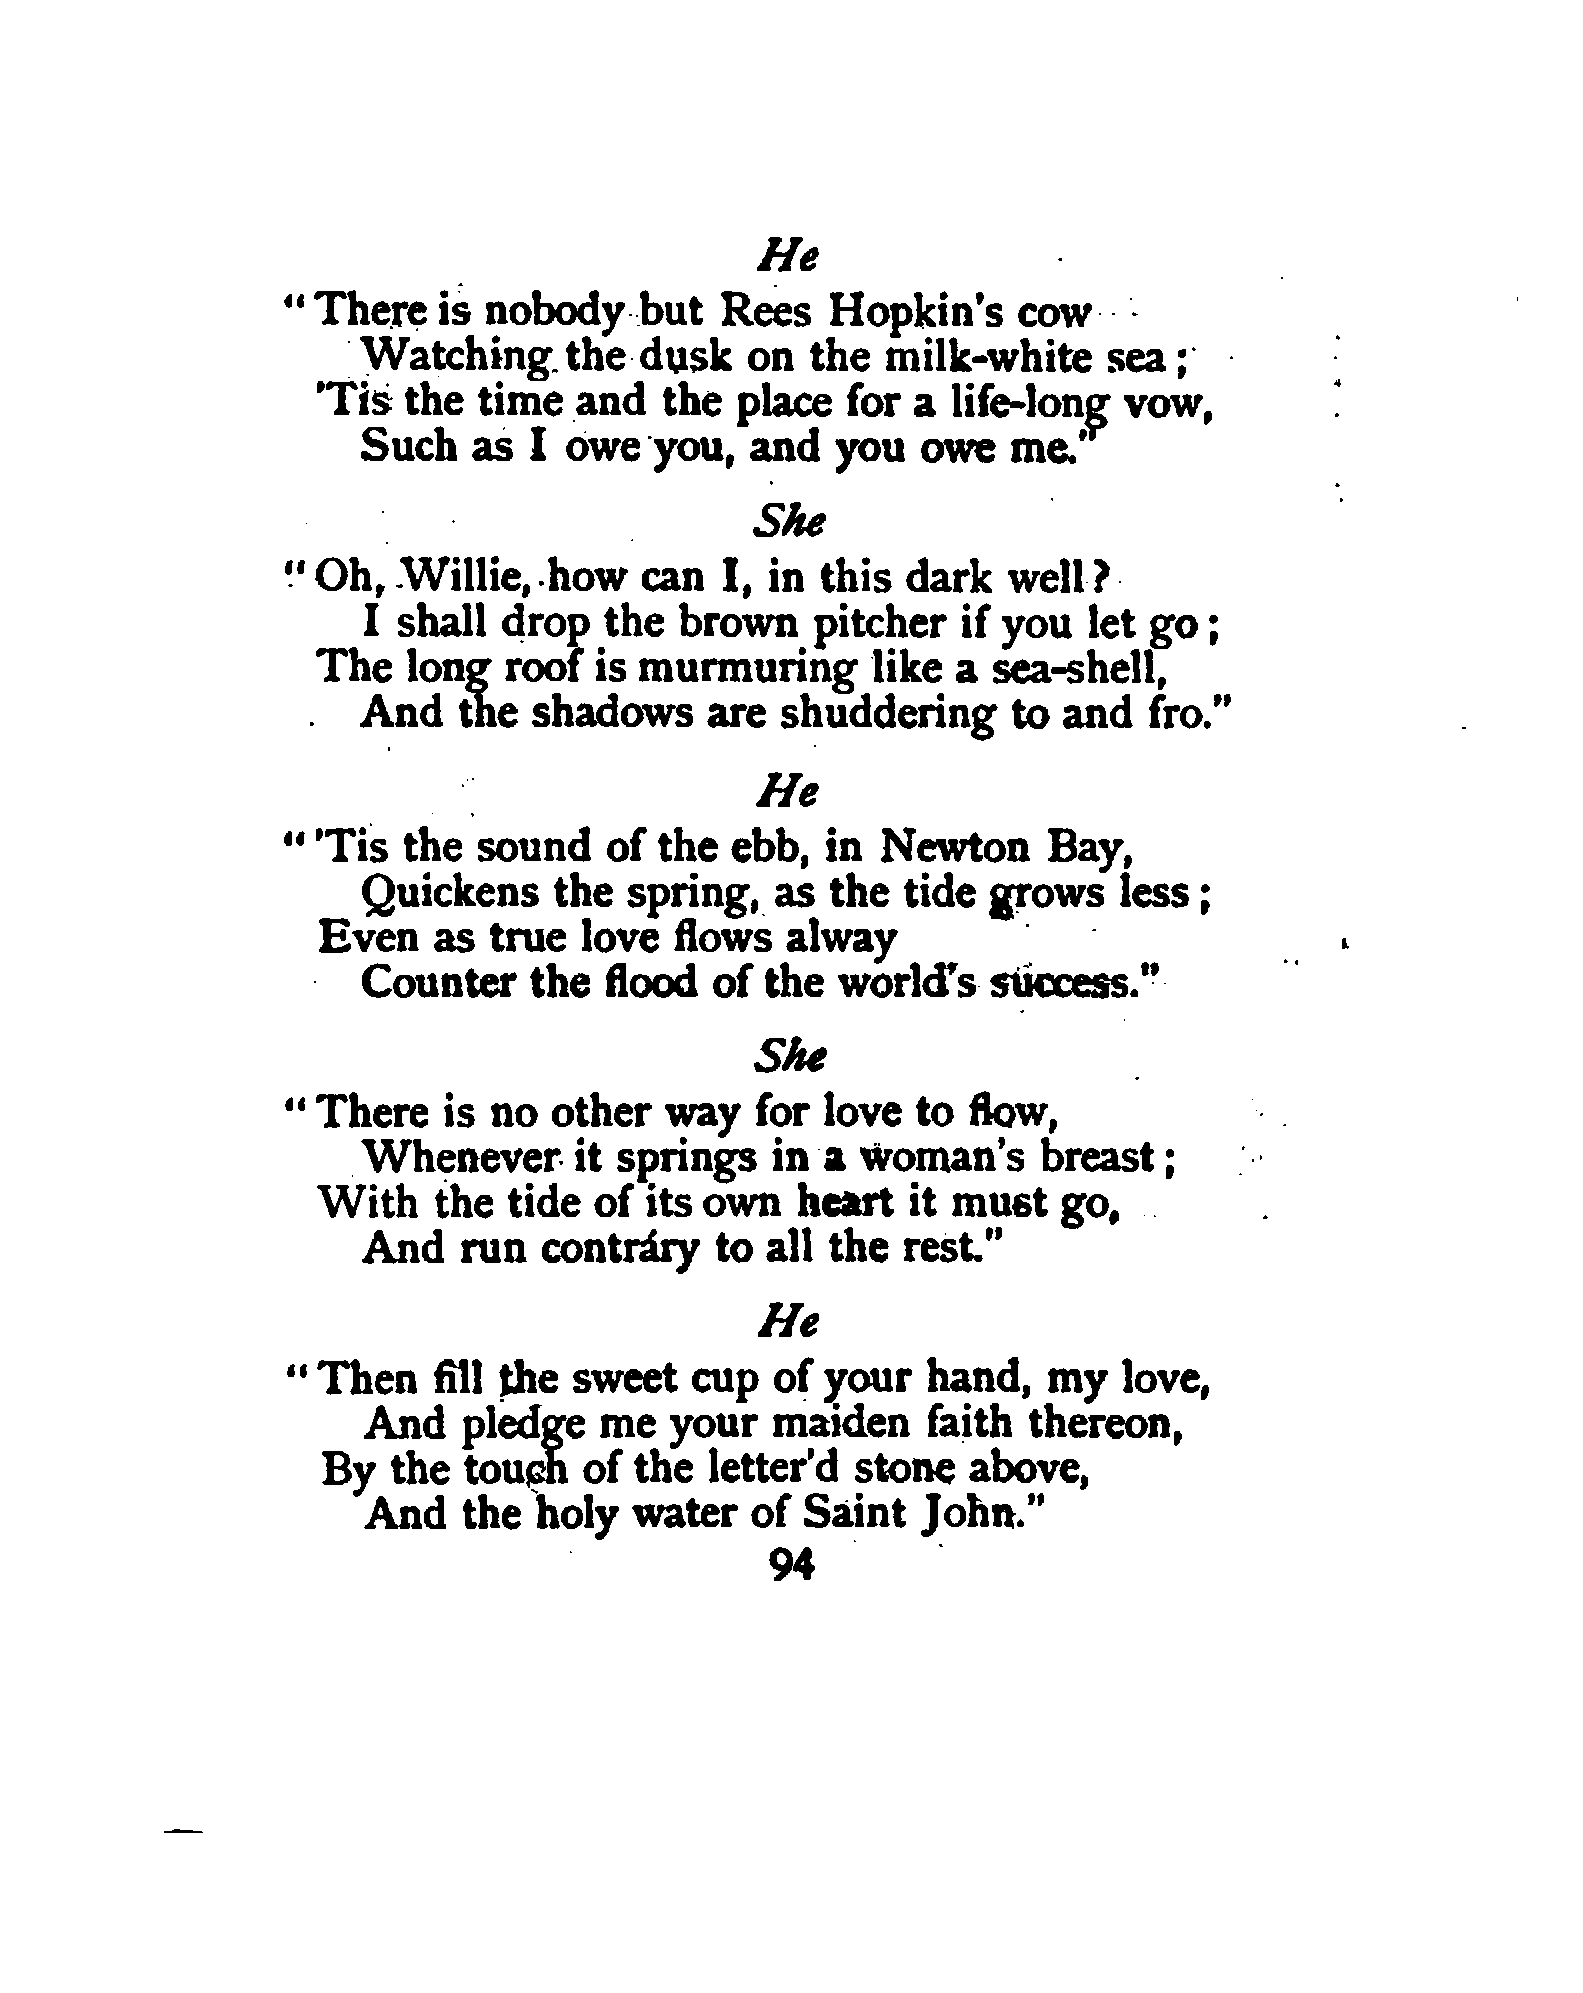 He
"There is nobody but Rees Hopkin's cow
Watching the dusk on the milk-white sea;
'Tis the time and the place for a life-long vow,
Such as I owe you, and you owe me."
She
"Oh, Willie, how can I, in this dark well?
I shall drop the brown pitcher if you let go;
The long roof is murmuring like a sea-shell,
And the shadows are shuddering to and fro."
He
"'Tis the sound of the ebb, in Newton Bay,
Quickens the spring, as the tide grows less;
Even as true love flows alway
Counter the flood of the world's success."
She
"There is no other way for love to flow,
Whenever it springs in a woman's breast;
With the tide of its own heart it must go,
And run contráry to all the rest."
He
"Then fill the sweet cup of your hand, my love,
And pledge me your maiden faith thereon,
By the touch of the letter'd stone above,
And the holy water of Saint John."
94